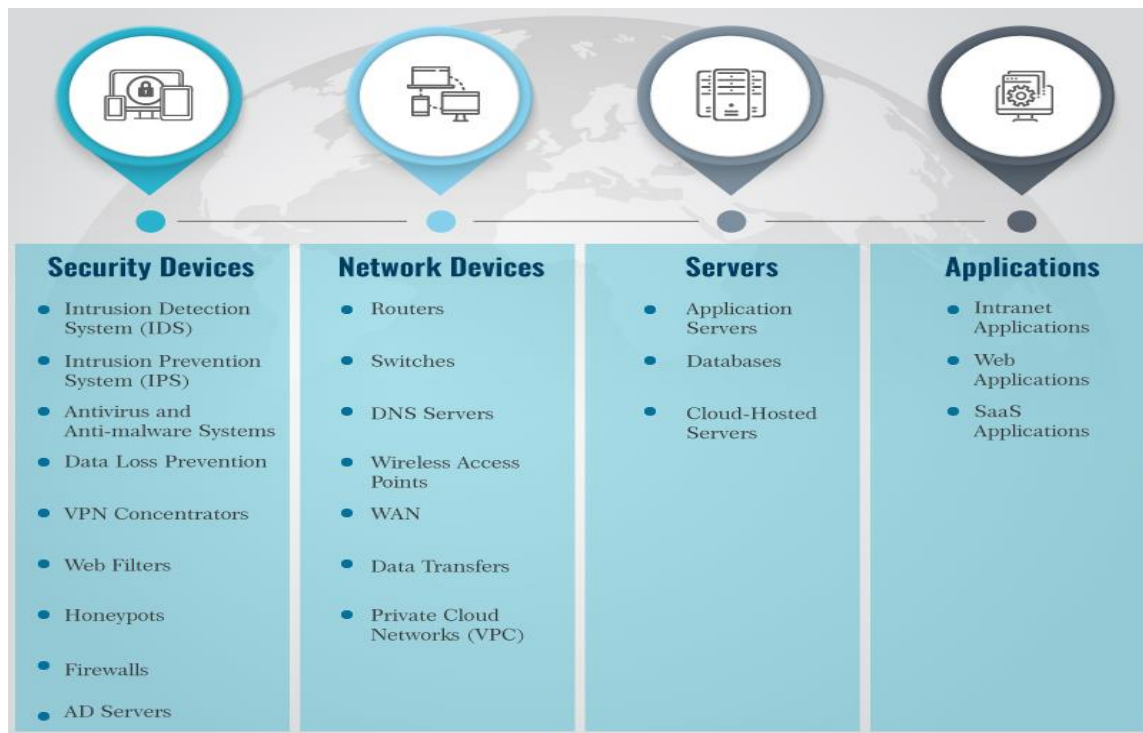 Security Devices
Intrusion Detection
System (IDS)
Intrusion Prevention
System (IPS)
Antivirus and
Anti-malware Systems
Data Loss Prevention
VPN Concentrators
Web Filters
Honeypots
Firewalls
AD Servers
Network Devices
Routers
Switches
DNS Servers
Wireless Access
Points
WAN
Data Transfers
Private Cloud
Networks (VPC)
Servers
Application
Servers
Databases
Cloud-Hosted
Servers
Applications
Intranet
Applications
Web
Applications
SaaS
Applications